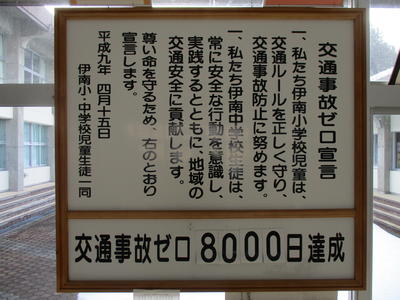 交通事故ゼロ宣言
一、私たち伊南小学校児童は、
交通ルールを正しく守り、
交通事故防止に努めます。
一、私たち伊南中学校生徒は、
常に安全な行動を意識し、
実践するとともに、地域の
交通安全に貢献します。
尊い命を守るため、右のとおり
宣言します。
平成九年 四月十五日
伊南小・中学校児童生徒一同
交通事故ゼロ8000日達成